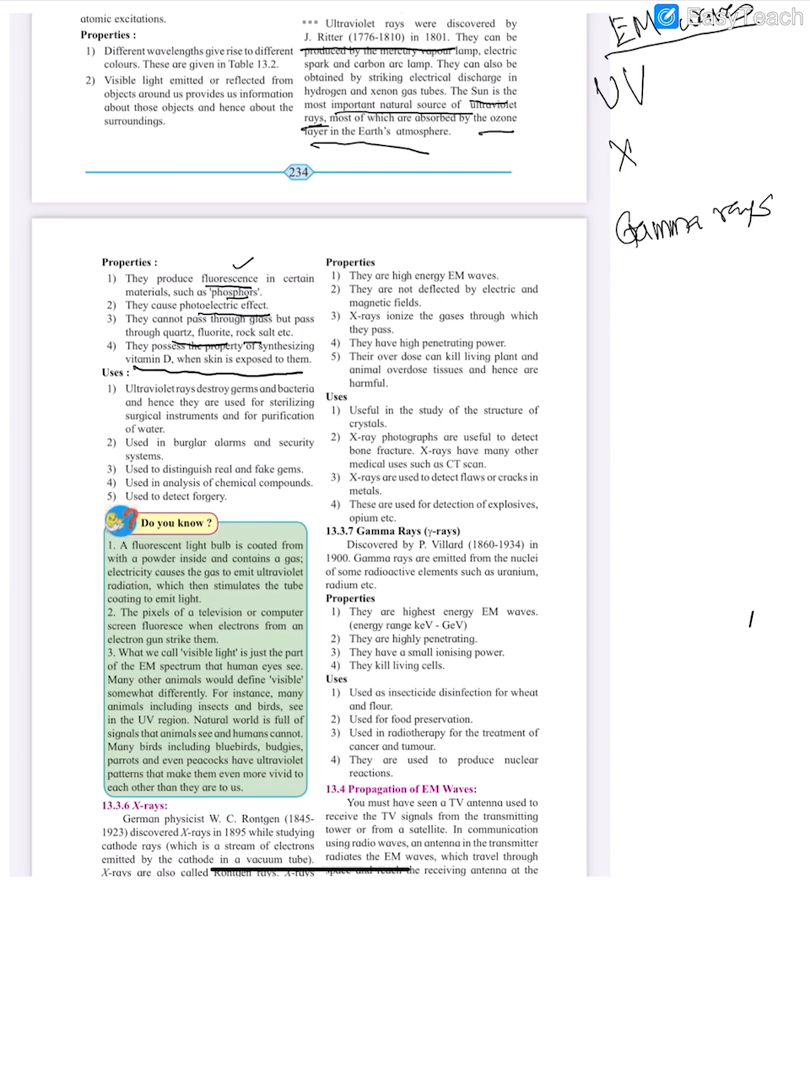 atomic excitations.
Properties :
1) Different wavelengths give rise to different
colours. These are given in Table 13.2.
2) Visible light emitted or reflected from
objects around us provides us information
about those objects and hence about the
surroundings.
*** Ultraviolet rays were discovered by
J. Ritter (1776-1810) in 1801. They can be
produced by the mercury vapour lamp, electric
spark and carbon arc lamp. They can also be
obtained by striking electrical discharge in
hydrogen and xenon gas tubes. The Sun is the
most important natural source of ultraviolet
rays, most of which are absorbed by the ozone
layer in the Earth's atmosphere.
234
EM waves
EasyTeach
UV
X
Gamma rays
Properties :
1) They produce fluorescence in certain
materials, such as 'phosphors'.
2) They cause photoelectric effect.
3) They cannot pass through glass but pass
through quartz, fluorite, rock salt etc.
4) They possess the property of synthesizing
vitamin D, when skin is exposed to them.
Uses :
1) Ultraviolet rays destroy germs and bacteria
and hence they are used for sterilizing
surgical instruments and for purification
of water.
2) Used in burglar alarms and security
systems.
3) Used to distinguish real and fake gems.
4) Used in analysis of chemical compounds.
5) Used to detect forgery.
Do you know ?
1. A fluorescent light bulb is coated from
with a powder inside and contains a gas;
electricity causes the gas to emit ultraviolet
radiation, which then stimulates the tube
coating to emit light.
2. The pixels of a television or computer
screen fluoresce when electrons from an
electron gun strike them.
3. What we call 'visible light' is just the part
of the EM spectrum that human eyes see.
Many other animals would define 'visible'
somewhat differently. For instance, many
animals including insects and birds, see
in the UV region. Natural world is full of
signals that animals see and humans cannot.
Many birds including bluebirds, budgies,
parrots and even peacocks have ultraviolet
patterns that make them even more vivid to
each other than they are to us.
13.3.6 X-rays:
German physicist W. C. Rontgen (1845-
1923) discovered X-rays in 1895 while studying
cathode rays (which is a stream of electrons
emitted by the cathode in a vacuum tube).
X-rays are also called Rontgen rays. X-rays
Properties
1) They are high energy EM waves.
2) They are not deflected by electric and
magnetic fields.
3) X-rays ionize the gases through which
they pass.
4) They have high penetrating power.
5) Their over dose can kill living plant and
animal overdose tissues and hence are
harmful.
Uses
1) Useful in the study of the structure of
crystals.
2) X-ray photographs are useful to detect
bone fracture. X-rays have many other
medical uses such as CT scan.
3) X-rays are used to detect flaws or cracks in
metals.
4) These are used for detection of explosives,
opium etc.
13.3.7 Gamma Rays (γ-rays)
Discovered by P. Villard (1860-1934) in
1900. Gamma rays are emitted from the nuclei
of some radioactive elements such as uranium,
radium etc.
Properties
1) They are highest energy EM waves.
(energy range keV - GeV)
2) They are highly penetrating.
3) They have a small ionising power.
4) They kill living cells.
Uses
1) Used as insecticide disinfection for wheat
and flour.
2) Used for food preservation.
3) Used in radiotherapy for the treatment of
cancer and tumour.
4) They are used to produce nuclear
reactions.
13.4 Propagation of EM Waves:
You must have seen a TV antenna used to
receive the TV signals from the transmitting
tower or from a satellite. In communication
using radio waves, an antenna in the transmitter
radiates the EM waves, which travel through
space and reach the receiving antenna at the